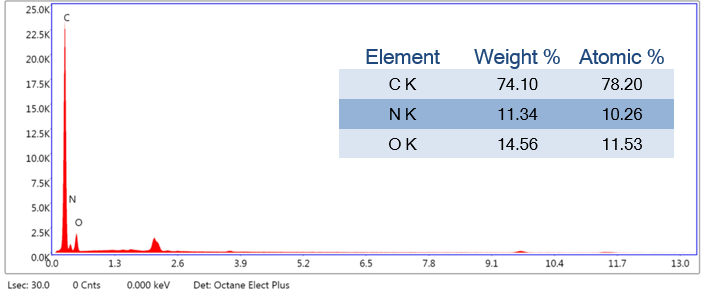 25.0K
C
22.5K
20.0K
Element Weight % Atomic %
17.5K
C K 74.10 78.20
15.0K
N K 11.34 10.26
12.5K
O K 14.56 11.53
10.0K
7.5K
N
5.0K
O
2.5K
0.0K
0.0 1.3 2.6 3.9 5.2 6.5 7.8 9.1 10.4 11.7 13.0
Lsec: 30.0 0 Cnts 0.000 keV Det: Octane Elect Plus